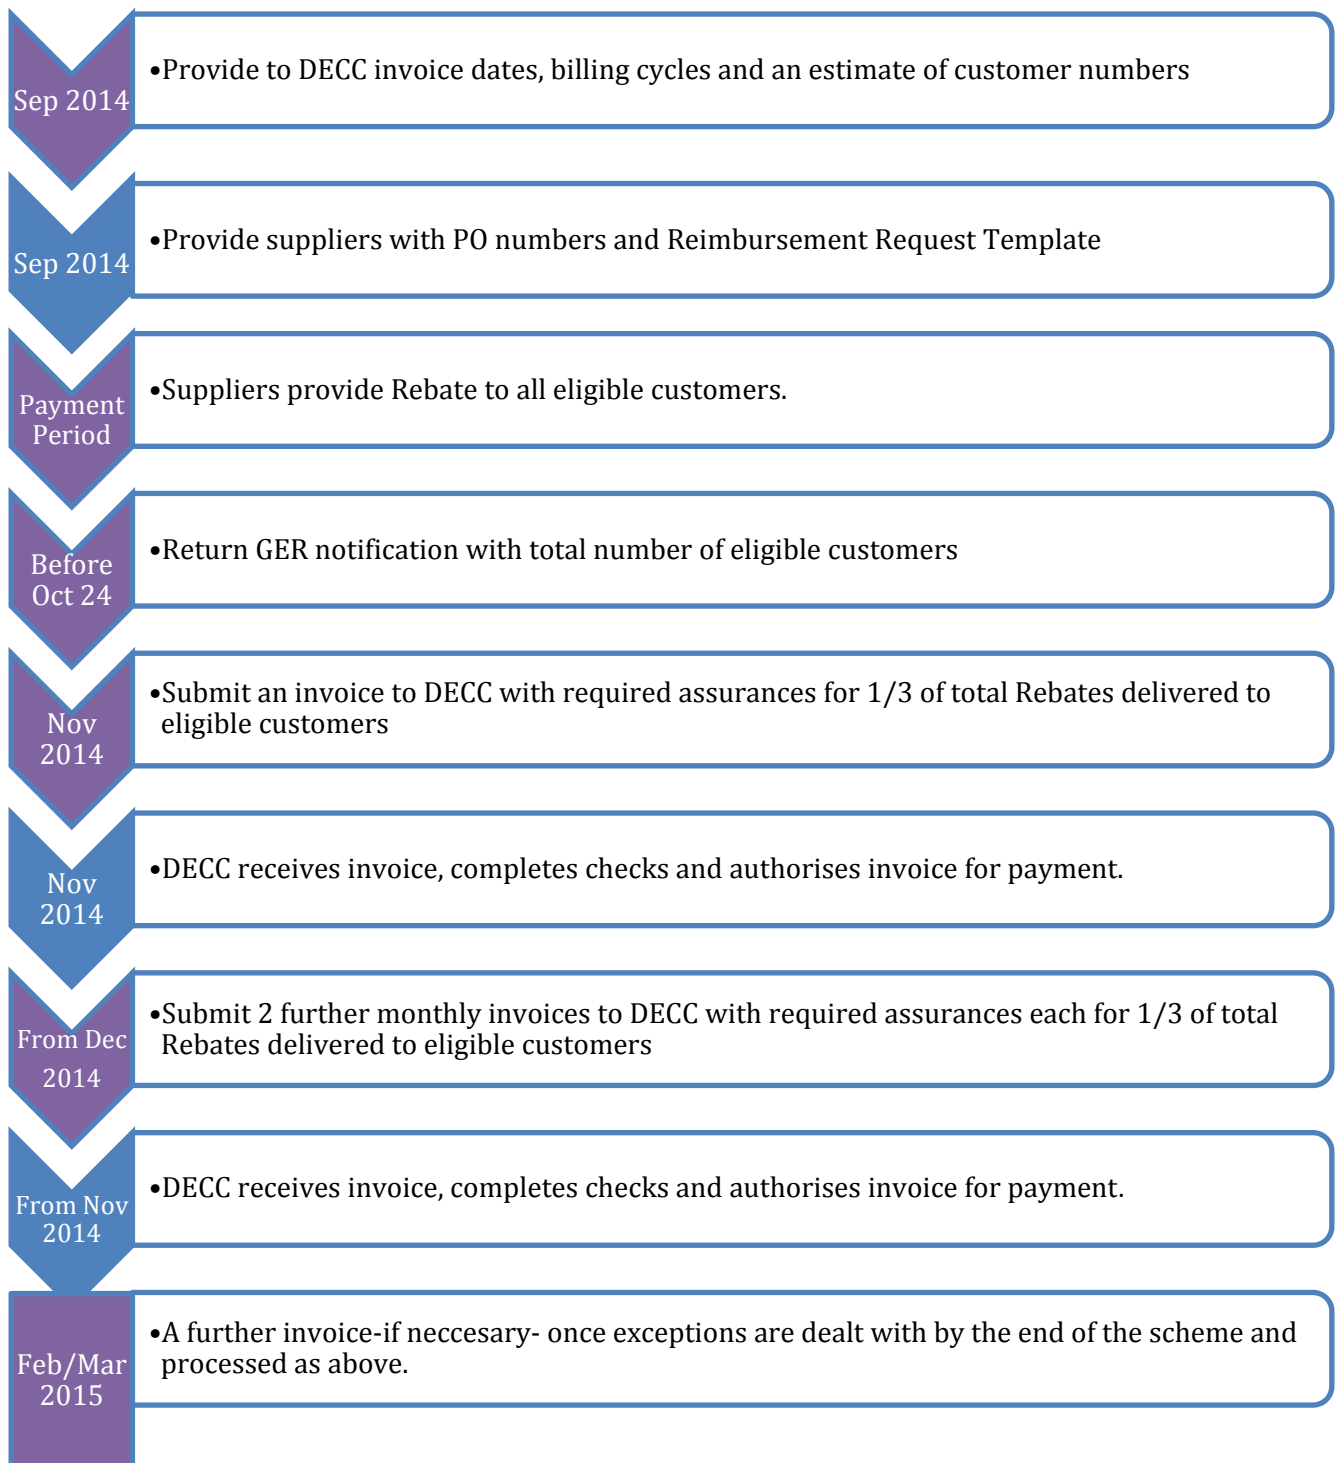 Sep 2014
•Provide to DECC invoice dates, billing cycles and an estimate of customer numbers
Sep 2014
•Provide suppliers with PO numbers and Reimbursement Request Template
Payment
Period
•Suppliers provide Rebate to all eligible customers.
Before
Oct 24
•Return GER notification with total number of eligible customers
Nov
2014
•Submit an invoice to DECC with required assurances for 1/3 of total Rebates delivered to
eligible customers
Nov
2014
•DECC receives invoice, completes checks and authorises invoice for payment.
From Dec
2014
•Submit 2 further monthly invoices to DECC with required assurances each for 1/3 of total
Rebates delivered to eligible customers
From Nov
2014
•DECC receives invoice, completes checks and authorises invoice for payment.
Feb/Mar
2015
•A further invoice-if neccesary- once exceptions are dealt with by the end of the scheme and
processed as above.